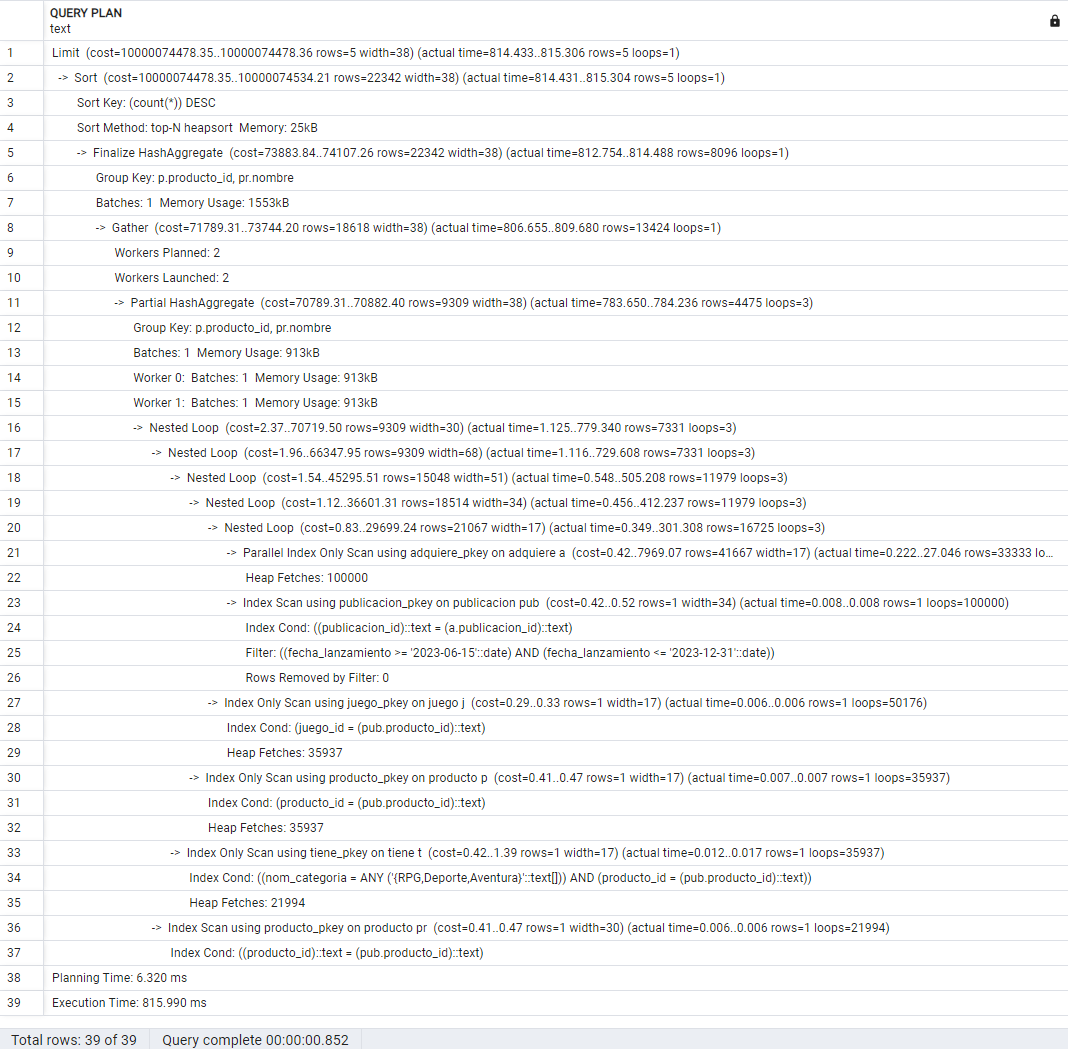 QUERY PLAN
text
1 Limit (cost=10000074478.35..10000074478.36 rows=5 width=38) (actual time=814.433..815.306 rows=5 loops=1)
2 -> Sort (cost=10000074478.35..10000074534.21 rows=22342 width=38) (actual time=814.431..815.304 rows=5 loops=1)
3 Sort Key: (count(*)) DESC
4 Sort Method: top-N heapsort Memory: 25kB
5 -> Finalize HashAggregate (cost=73883.84..74107.26 rows=22342 width=38) (actual time=812.754..814.488 rows=8096 loops=1)
6 Group Key: p.producto_id, pr.nombre
7 Batches: 1 Memory Usage: 1553kB
8 -> Gather (cost=71789.31..73744.20 rows=18618 width=38) (actual time=806.655..809.680 rows=13424 loops=1)
9 Workers Planned: 2
10 Workers Launched: 2
11 -> Partial HashAggregate (cost=70789.31..70882.40 rows=9309 width=38) (actual time=783.650..784.236 rows=4475 loops=3)
12 Group Key: p.producto_id, pr.nombre
13 Batches: 1 Memory Usage: 913kB
14 Worker 0: Batches: 1 Memory Usage: 913kB
15 Worker 1: Batches: 1 Memory Usage: 913kB
16 -> Nested Loop (cost=2.37..70719.50 rows=9309 width=30) (actual time=1.125..779.340 rows=7331 loops=3)
17 -> Nested Loop (cost=1.96..66347.95 rows=9309 width=68) (actual time=1.116..729.608 rows=7331 loops=3)
18 -> Nested Loop (cost=1.54..45295.51 rows=15048 width=51) (actual time=0.548..505.208 rows=11979 loops=3)
19 -> Nested Loop (cost=1.12..36601.31 rows=18514 width=34) (actual time=0.456..412.237 rows=11979 loops=3)
20 -> Nested Loop (cost=0.83..29699.24 rows=21067 width=17) (actual time=0.349..301.308 rows=16725 loops=3)
21 -> Parallel Index Only Scan using adquiere_pkey on adquiere a (cost=0.42..7969.07 rows=41667 width=17) (actual time=0.222..27.046 rows=33333 lo...
22 Heap Fetches: 100000
23 -> Index Scan using publicacion_pkey on publicacion pub (cost=0.42..0.52 rows=1 width=34) (actual time=0.008..0.008 rows=1 loops=100000)
24 Index Cond: ((publicacion_id)::text = (a.publicacion_id)::text)
25 Filter: ((fecha_lanzamiento >= '2023-06-15'::date) AND (fecha_lanzamiento <= '2023-12-31'::date))
26 Rows Removed by Filter: 0
27 -> Index Only Scan using juego_pkey on juego j (cost=0.29..0.33 rows=1 width=17) (actual time=0.006..0.006 rows=1 loops=50176)
28 Index Cond: (juego_id = (pub.producto_id)::text)
29 Heap Fetches: 35937
30 -> Index Only Scan using producto_pkey on producto p (cost=0.41..0.47 rows=1 width=17) (actual time=0.007..0.007 rows=1 loops=35937)
31 Index Cond: (producto_id = (pub.producto_id)::text)
32 Heap Fetches: 35937
33 -> Index Only Scan using tiene_pkey on tiene t (cost=0.42..1.39 rows=1 width=17) (actual time=0.012..0.017 rows=1 loops=35937)
34 Index Cond: ((nom_categoria = ANY ('{RPG,Deporte,Aventura}'::text[])) AND (producto_id = (pub.producto_id)::text))
35 Heap Fetches: 21994
36 -> Index Scan using producto_pkey on producto pr (cost=0.41..0.47 rows=1 width=30) (actual time=0.006..0.006 rows=1 loops=21994)
37 Index Cond: ((producto_id)::text = (pub.producto_id)::text)
38 Planning Time: 6.320 ms
39 Execution Time: 815.990 ms
Total rows: 39 of 39 Query complete 00:00:00.852